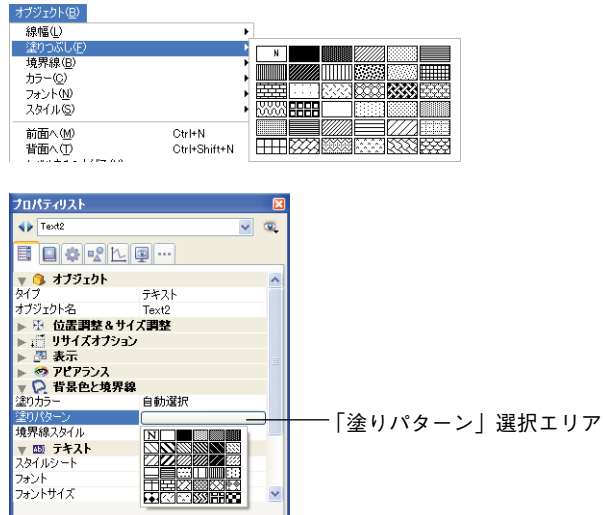 オブジェクト(B)
線幅(L)
塗りつぶし(F)
境界線(B)
カラー(C)
フォント(N)
スタイル(S)
N
前面へ(M) Ctrl+N
背面へ(T) Ctrl+Shift+N
プロパティリスト
Text2
オブジェクト
タイプ テキスト
オブジェクト名 Text2
位置調整&サイズ調整
リサイズオプション
表示
アピアランス
背景色と境界線
塗りカラー 自動選択
塗りパターン
「塗りパターン」選択エリア
境界線スタイル
N
テキスト
スタイルシート
フォント
フォントサイズ